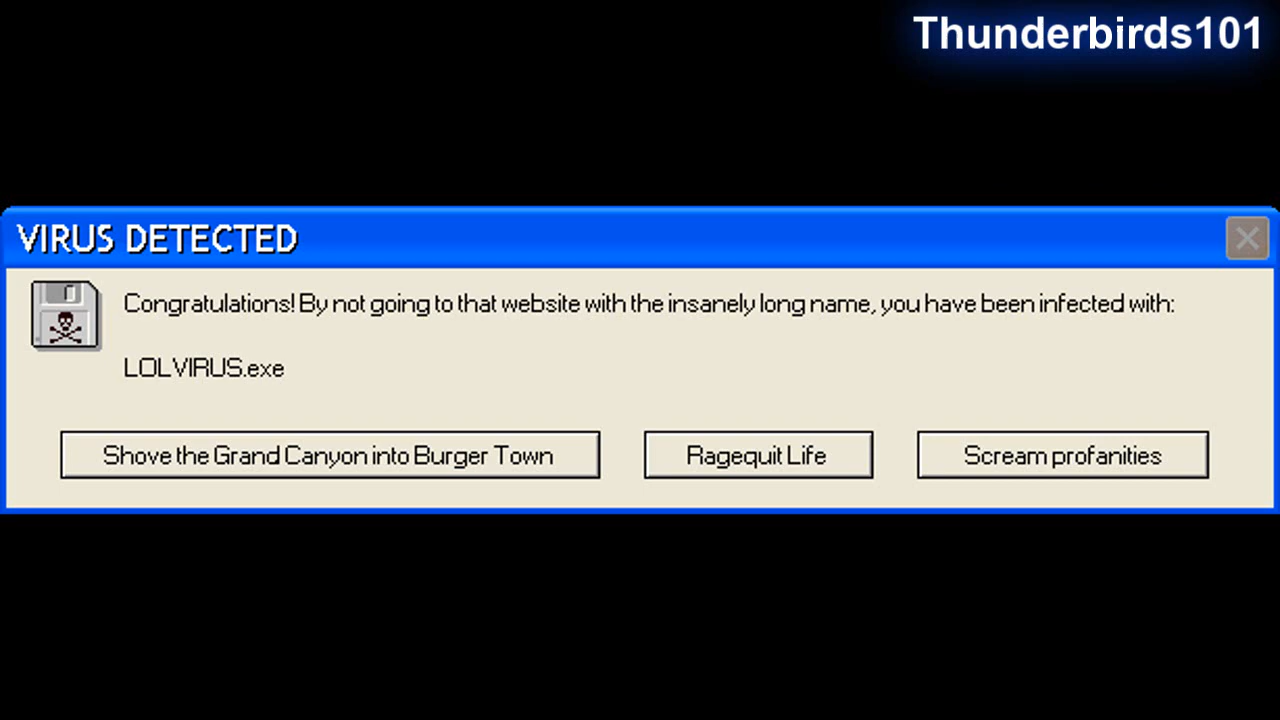 Thunderbirds101
VIRUS DETECTED
Congratulations! By not going to that website with the insanely long name, you have been infected with:
LOLVIRUS.exe
Shove the Grand Canyon into Burger Town
Ragequit Life
Scream profanities